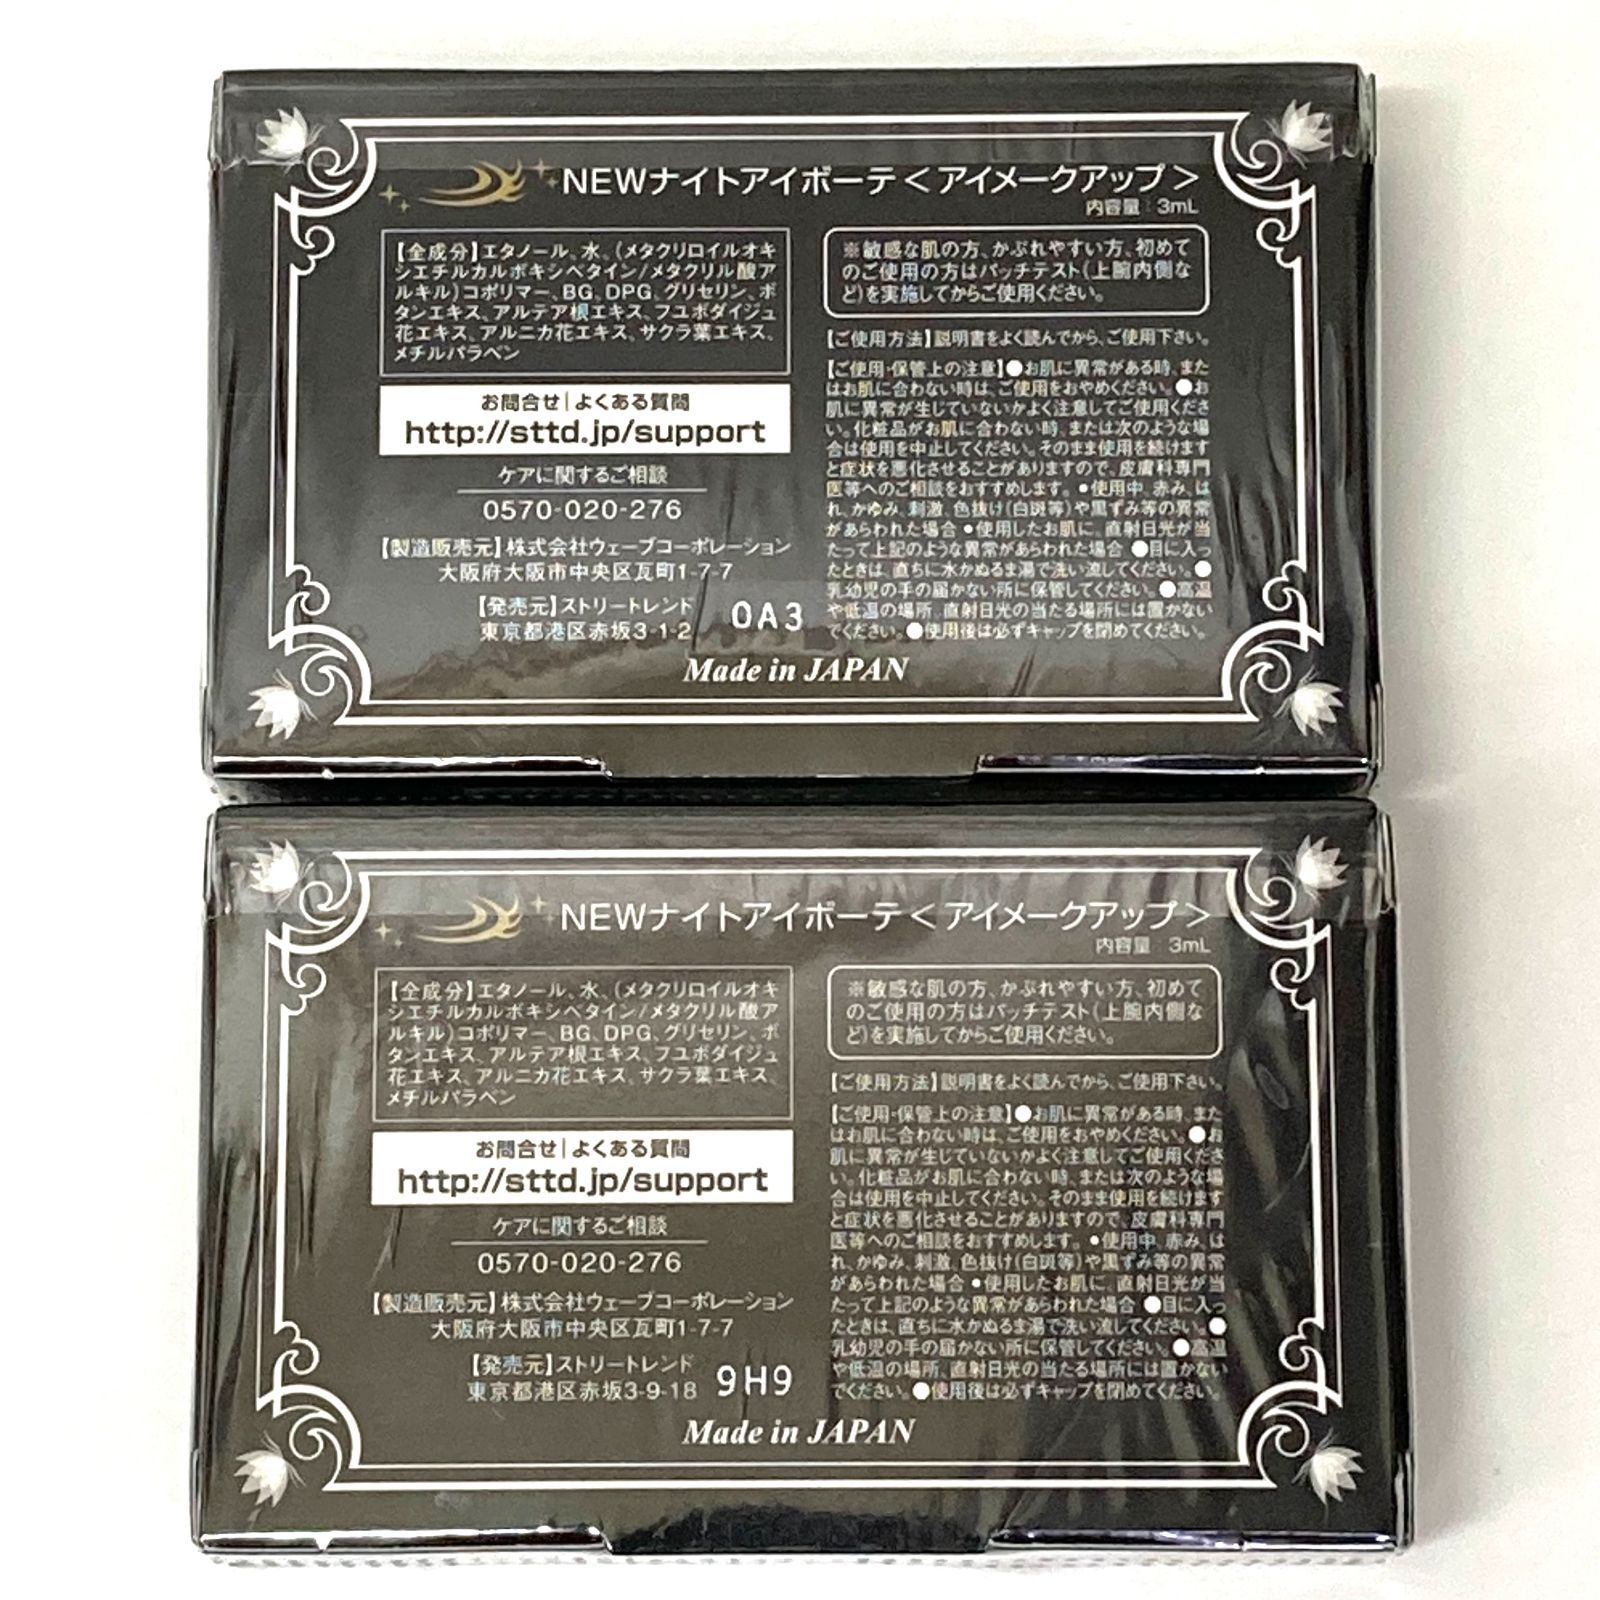 NEWナイトアイボーテ＜アイメークアップ＞
内容量：3mL
【全成分】エタノール、水、（メタクリロイルオキ
シエチルカルボキシベタイン/メタクリル酸ア
ルキル）コポリマー、BG、DPG、グリセリン、ボ
タンエキス、アルテア根エキス、フユボダイジュ
花エキス、アルニカ花エキス、サクラ葉エキス、
メチルパラベン
お問合せ|よくある質問
http://sttd.jp/support
ケアに関するご相談
0570-020-276
【製造販売元】株式会社ウェーブコーポレーション
大阪府大阪市中央区瓦町1-7-7
【発売元】ストリートレンド
東京都港区赤坂3-1-2
0A3
※敏感な肌の方、かぶれやすい方、初めて
のご使用の方はパッチテスト（上腕内側な
ど）を実施してからご使用ください。
【ご使用方法】説明書をよく読んでから、ご使用下さい。
【ご使用・保管上の注意】●お肌に異常がある時、また
はお肌に合わない時は、ご使用をおやめください。●お
肌に異常が生じていないかよく注意してご使用くださ
い。化粧品がお肌に合わない時、または次のような場
合は使用を中止してください。そのまま使用を続けます
と症状を悪化させることがありますので、皮膚科専門
医等へのご相談をおすすめします。•使用中、赤み、は
れ、かゆみ、刺激、色抜け（白斑等）や黒ずみ等の異常
があらわれた場合 •使用したお肌に、直射日光が当
たって上記のような異常があらわれた場合 ●目に入っ
たときは、直ちに水かぬるま湯で洗い流してください。●
乳幼児の手の届かない所に保管してください。●高温
や低温の場所、直射日光の当たる場所には置かない
でください。●使用後は必ずキャップを閉めてください。
Made in JAPAN
NEWナイトアイボーテ＜アイメークアップ＞
内容量：3mL
【全成分】エタノール、水、（メタクリロイルオキ
シエチルカルボキシベタイン/メタクリル酸ア
ルキル）コポリマー、BG、DPG、グリセリン、ボ
タンエキス、アルテア根エキス、フユボダイジュ
花エキス、アルニカ花エキス、サクラ葉エキス、
メチルパラベン
お問合せ|よくある質問
http://sttd.jp/support
ケアに関するご相談
0570-020-276
【製造販売元】株式会社ウェーブコーポレーション
大阪府大阪市中央区瓦町1-7-7
【発売元】ストリートレンド
東京都港区赤坂3-9-18
9H9
※敏感な肌の方、かぶれやすい方、初めて
のご使用の方はパッチテスト（上腕内側な
ど）を実施してからご使用ください。
【ご使用方法】説明書をよく読んでから、ご使用下さい。
【ご使用・保管上の注意】●お肌に異常がある時、また
はお肌に合わない時は、ご使用をおやめください。●お
肌に異常が生じていないかよく注意してご使用くださ
い。化粧品がお肌に合わない時、または次のような場
合は使用を中止してください。そのまま使用を続けます
と症状を悪化させることがありますので、皮膚科専門
医等へのご相談をおすすめします。•使用中、赤み、は
れ、かゆみ、刺激、色抜け（白斑等）や黒ずみ等の異常
があらわれた場合 •使用したお肌に、直射日光が当
たって上記のような異常があらわれた場合 ●目に入っ
たときは、直ちに水かぬるま湯で洗い流してください。●
乳幼児の手の届かない所に保管してください。●高温
や低温の場所、直射日光の当たる場所には置かない
でください。●使用後は必ずキャップを閉めてください。
Made in JAPAN